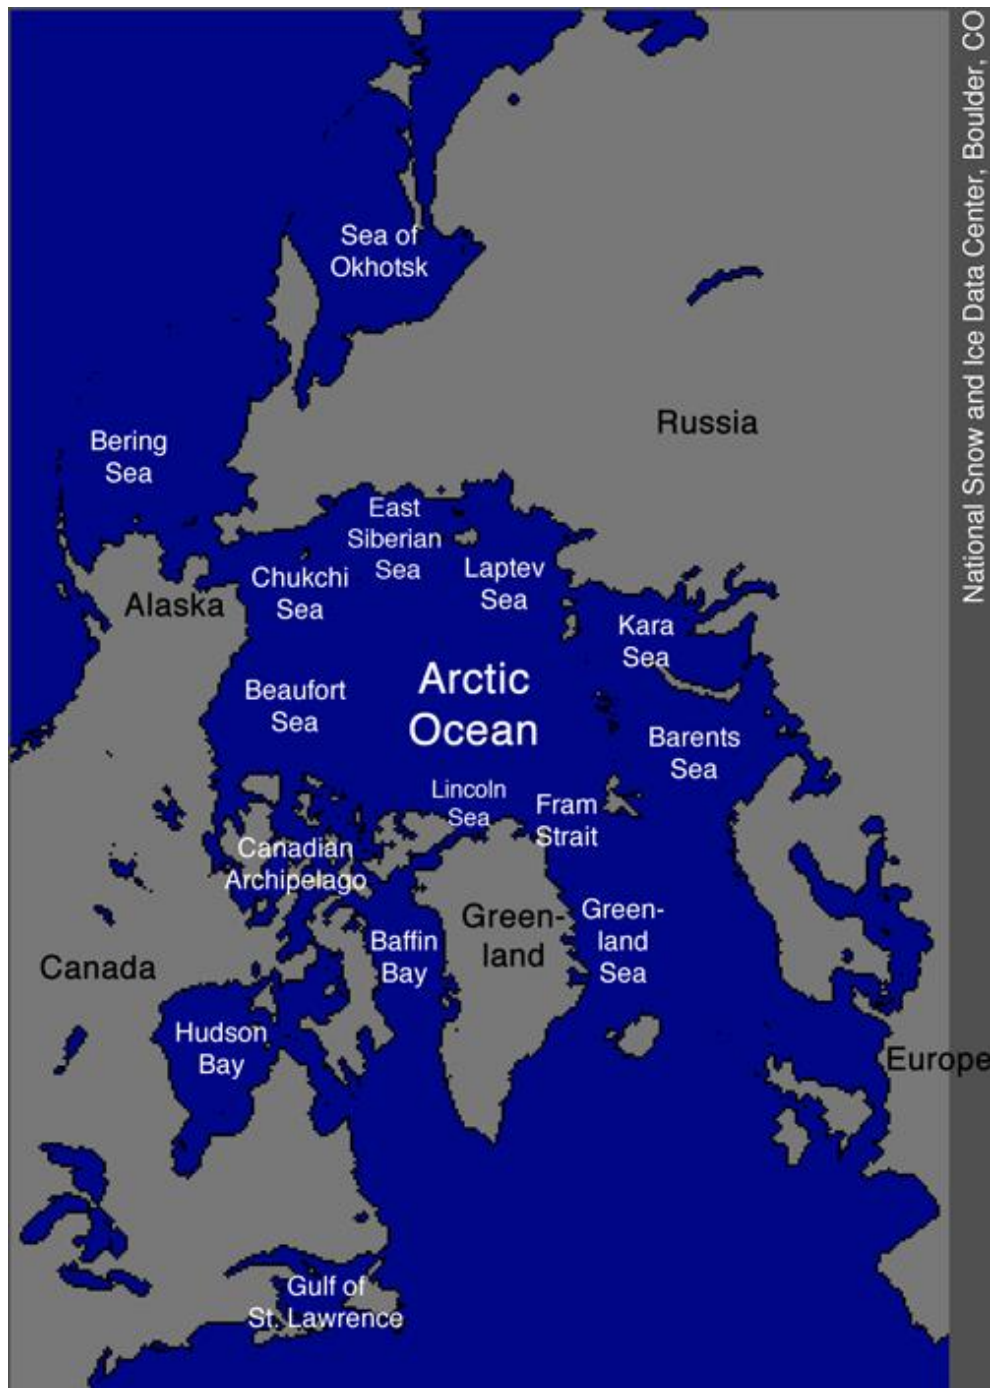 National Snow and Ice Data Center, Boulder, CO
Sea of
Okhotsk
Russia
Bering
Sea
East
Siberian
Sea
Laptev
Sea
Chukchi
Sea
Alaska
Kara
Sea
Arctic
Ocean
Beaufort
Sea
Barents
Sea
Lincoln
Sea
Fram
Strait
Canadian
Archipelago
Green-
land
Green-
land
Sea
Baffin
Bay
Canada
Hudson
Bay
Europe
Gulf of
St. Lawrence